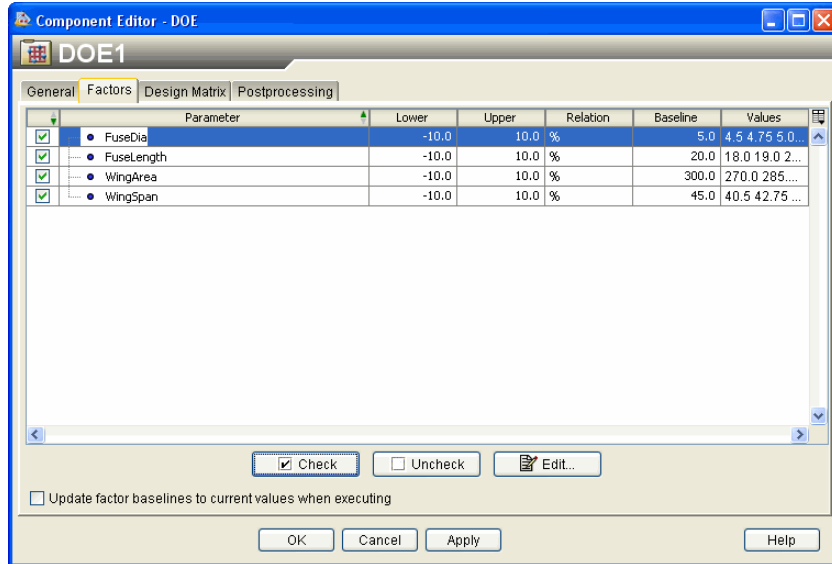 Component Editor - DOE
DOE1
General Factors Design Matrix Postprocessing
Parameter Lower Upper Relation Baseline Values
FuseDia -10.0 10.0 % 5.0 4.5 4.75 5.0...
FuseLength -10.0 10.0 % 20.0 18.0 19.0 2...
WingArea -10.0 10.0 % 300.0 270.0 285....
WingSpan -10.0 10.0 % 45.0 40.5 42.75 ...
Check Uncheck Edit...
Update factor baselines to current values when executing
OK Cancel Apply Help